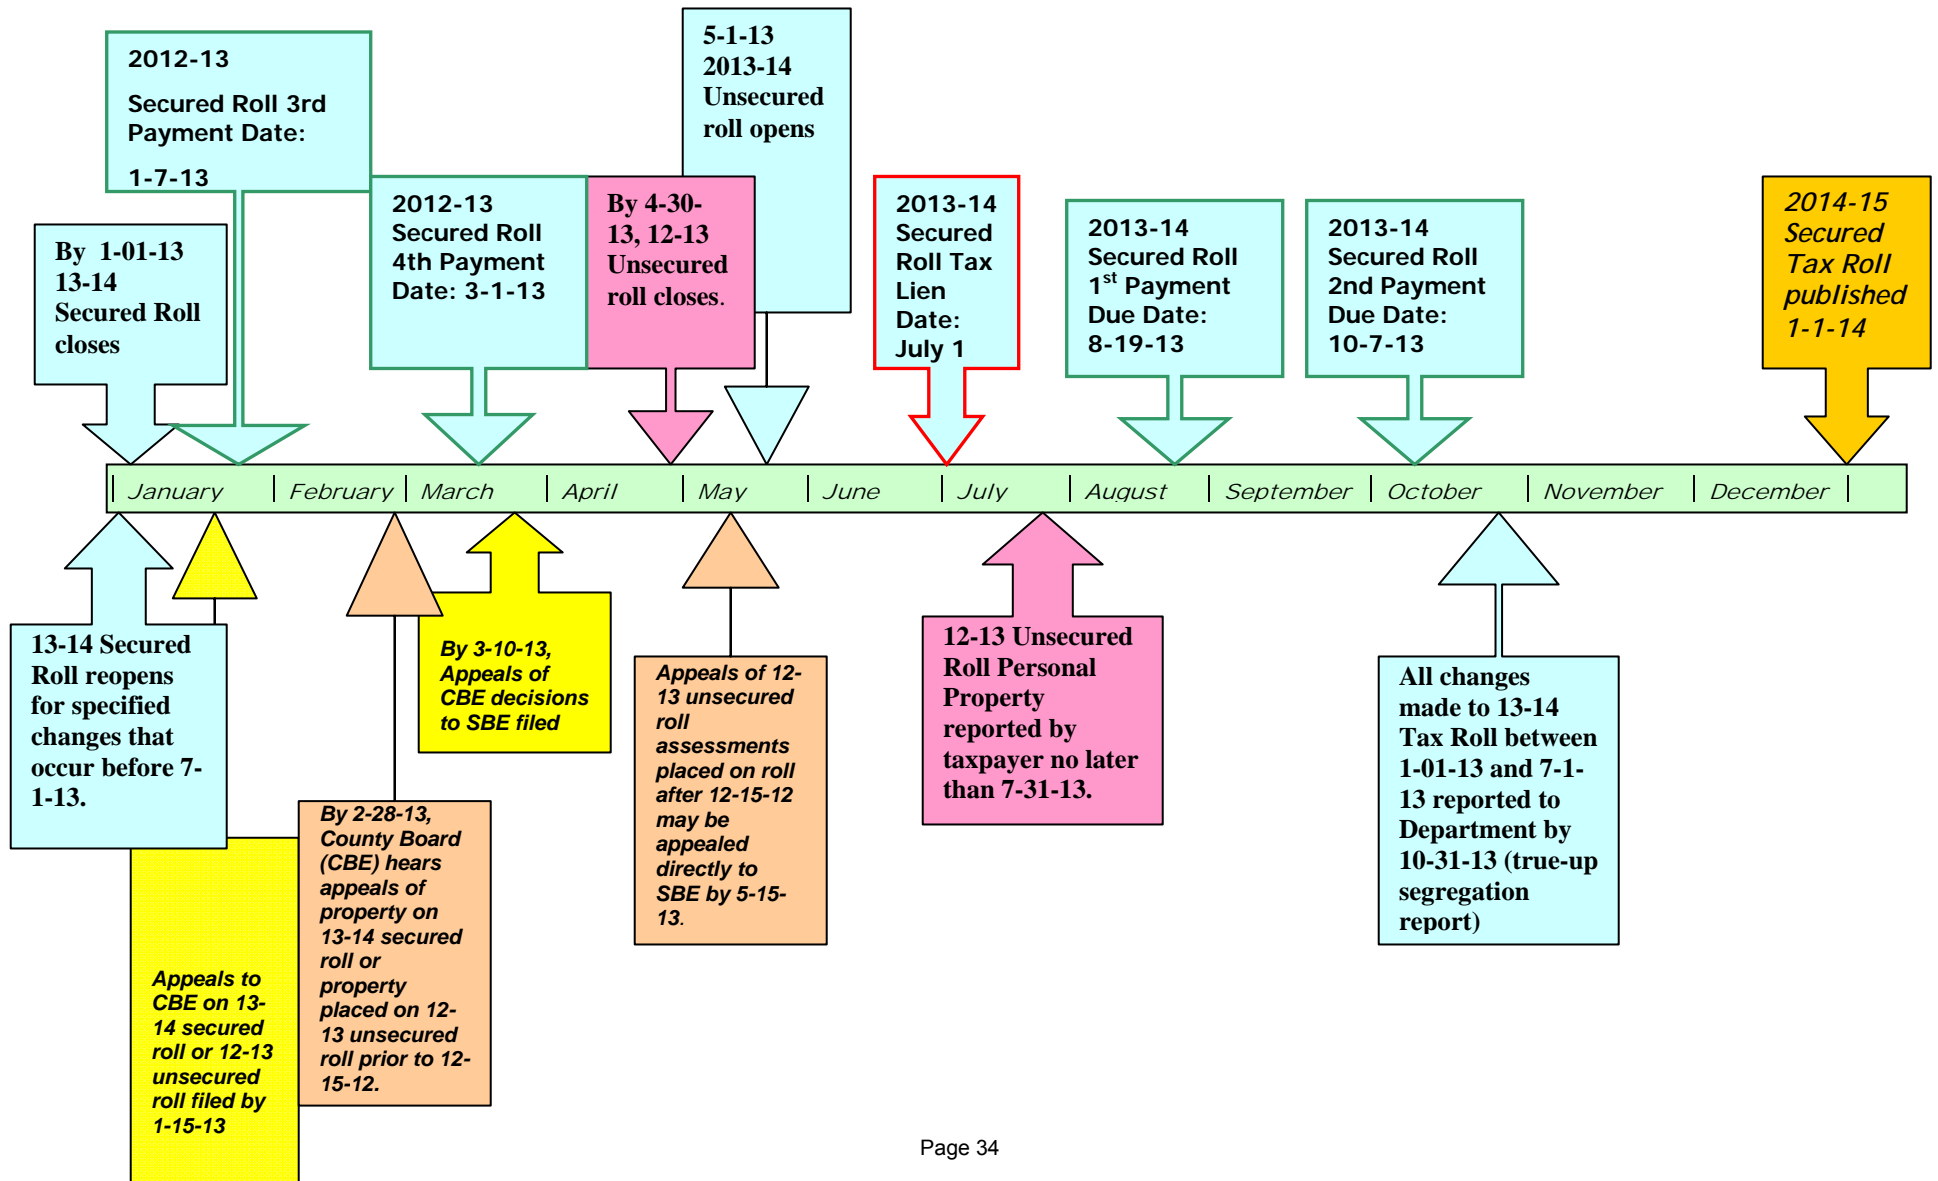 2012-13
Secured Roll 3rd
Payment Date:
1-7-13
5-1-13
2013-14
Unsecured
roll opens
By  1-01-13
13-14
Secured Roll
closes
2012-13
Secured Roll
4th Payment
Date: 3-1-13
By 4-30-
13, 12-13
Unsecured
roll closes.
2013-14
Secured
Roll Tax
Lien
Date:
July 1
2013-14
Secured Roll
1st Payment
Due Date:
8-19-13
2013-14
Secured Roll
2nd Payment
Due Date:
10-7-13
2014-15
Secured
Tax Roll
published
1-1-14
January February March April May June July August September October November December
13-14 Secured
Roll reopens
for specified
changes that
occur before 7-
1-13.
Appeals to
CBE on 13-
14 secured
roll or 12-13
unsecured
roll filed by
1-15-13
By 2-28-13,
County Board
(CBE) hears
appeals of
property on
13-14 secured
roll or
property
placed on 12-
13 unsecured
roll prior to 12-
15-12.
By 3-10-13,
Appeals of
CBE decisions
to SBE filed
Appeals of 12-
13 unsecured
roll
assessments
placed on roll
after 12-15-12
may be
appealed
directly to
SBE by 5-15-
13.
12-13 Unsecured
Roll Personal
Property
reported by
taxpayer no later
than 7-31-13.
All changes
made to 13-14
Tax Roll between
1-01-13 and 7-1-
13 reported to
Department by
10-31-13 (true-up
segregation
report)
Page 34